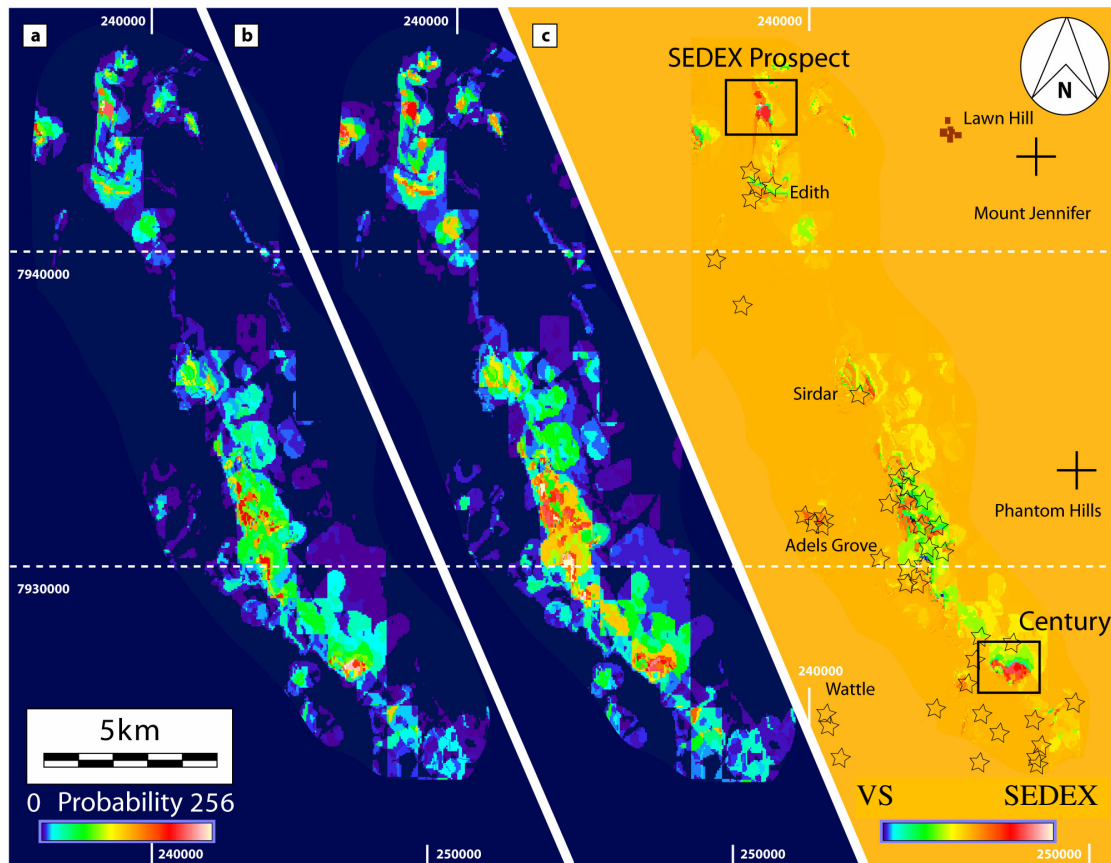 a
240000
b
240000
c
240000
SEDEX Prospect
N
Lawn Hill
Edith
Mount Jennifer
7940000
Sirdar
Phantom Hills
Adels Grove
7930000
Century
240000
Wattle
5km
0 Probability 256
VS SEDEX
240000
250000
250000
250000